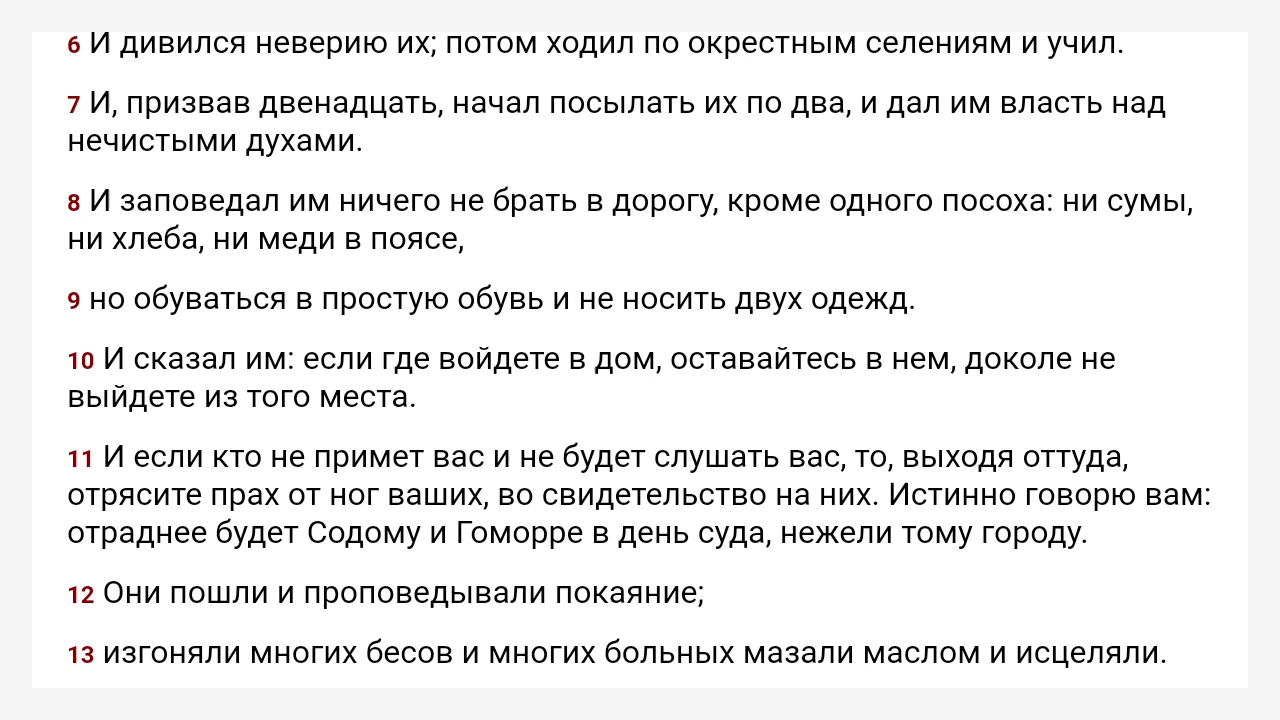 6 И дивился неверию их; потом ходил по окрестным селениям и учил.
7 И, призвав двенадцать, начал посылать их по два, и дал им власть над
нечистыми духами.
8 И заповедал им ничего не брать в дорогу, кроме одного посоха: ни сумы,
ни хлеба, ни меди в поясе,
9 но обуваться в простую обувь и не носить двух одежд.
10 И сказал им: если где войдете в дом, оставайтесь в нем, доколе не
выйдете из того места.
11 И если кто не примет вас и не будет слушать вас, то, выходя оттуда,
отрясите прах от ног ваших, во свидетельство на них. Истинно говорю вам:
отраднее будет Содому и Гоморре в день суда, нежели тому городу.
12 Они пошли и проповедывали покаяние;
13 изгоняли многих бесов и многих больных мазали маслом и исцеляли.